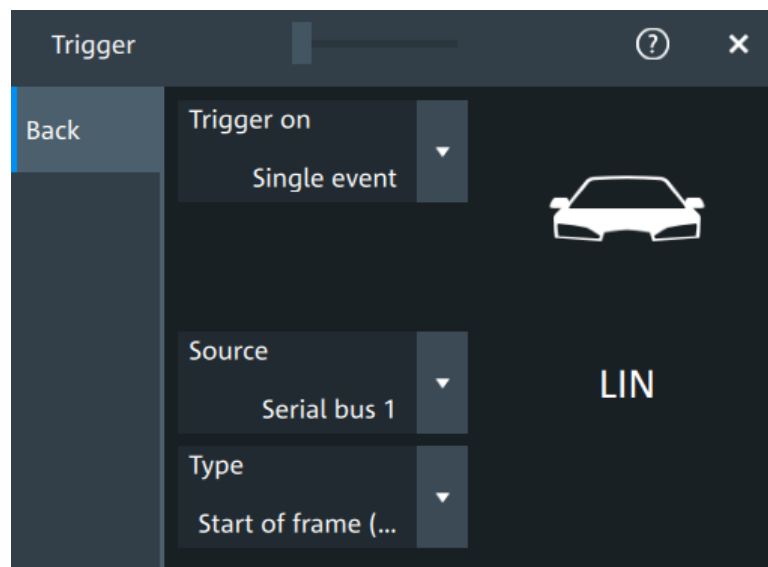 Trigger
Back
Trigger on
Single event
Source
Serial bus 1
LIN
Type
Start of frame (...